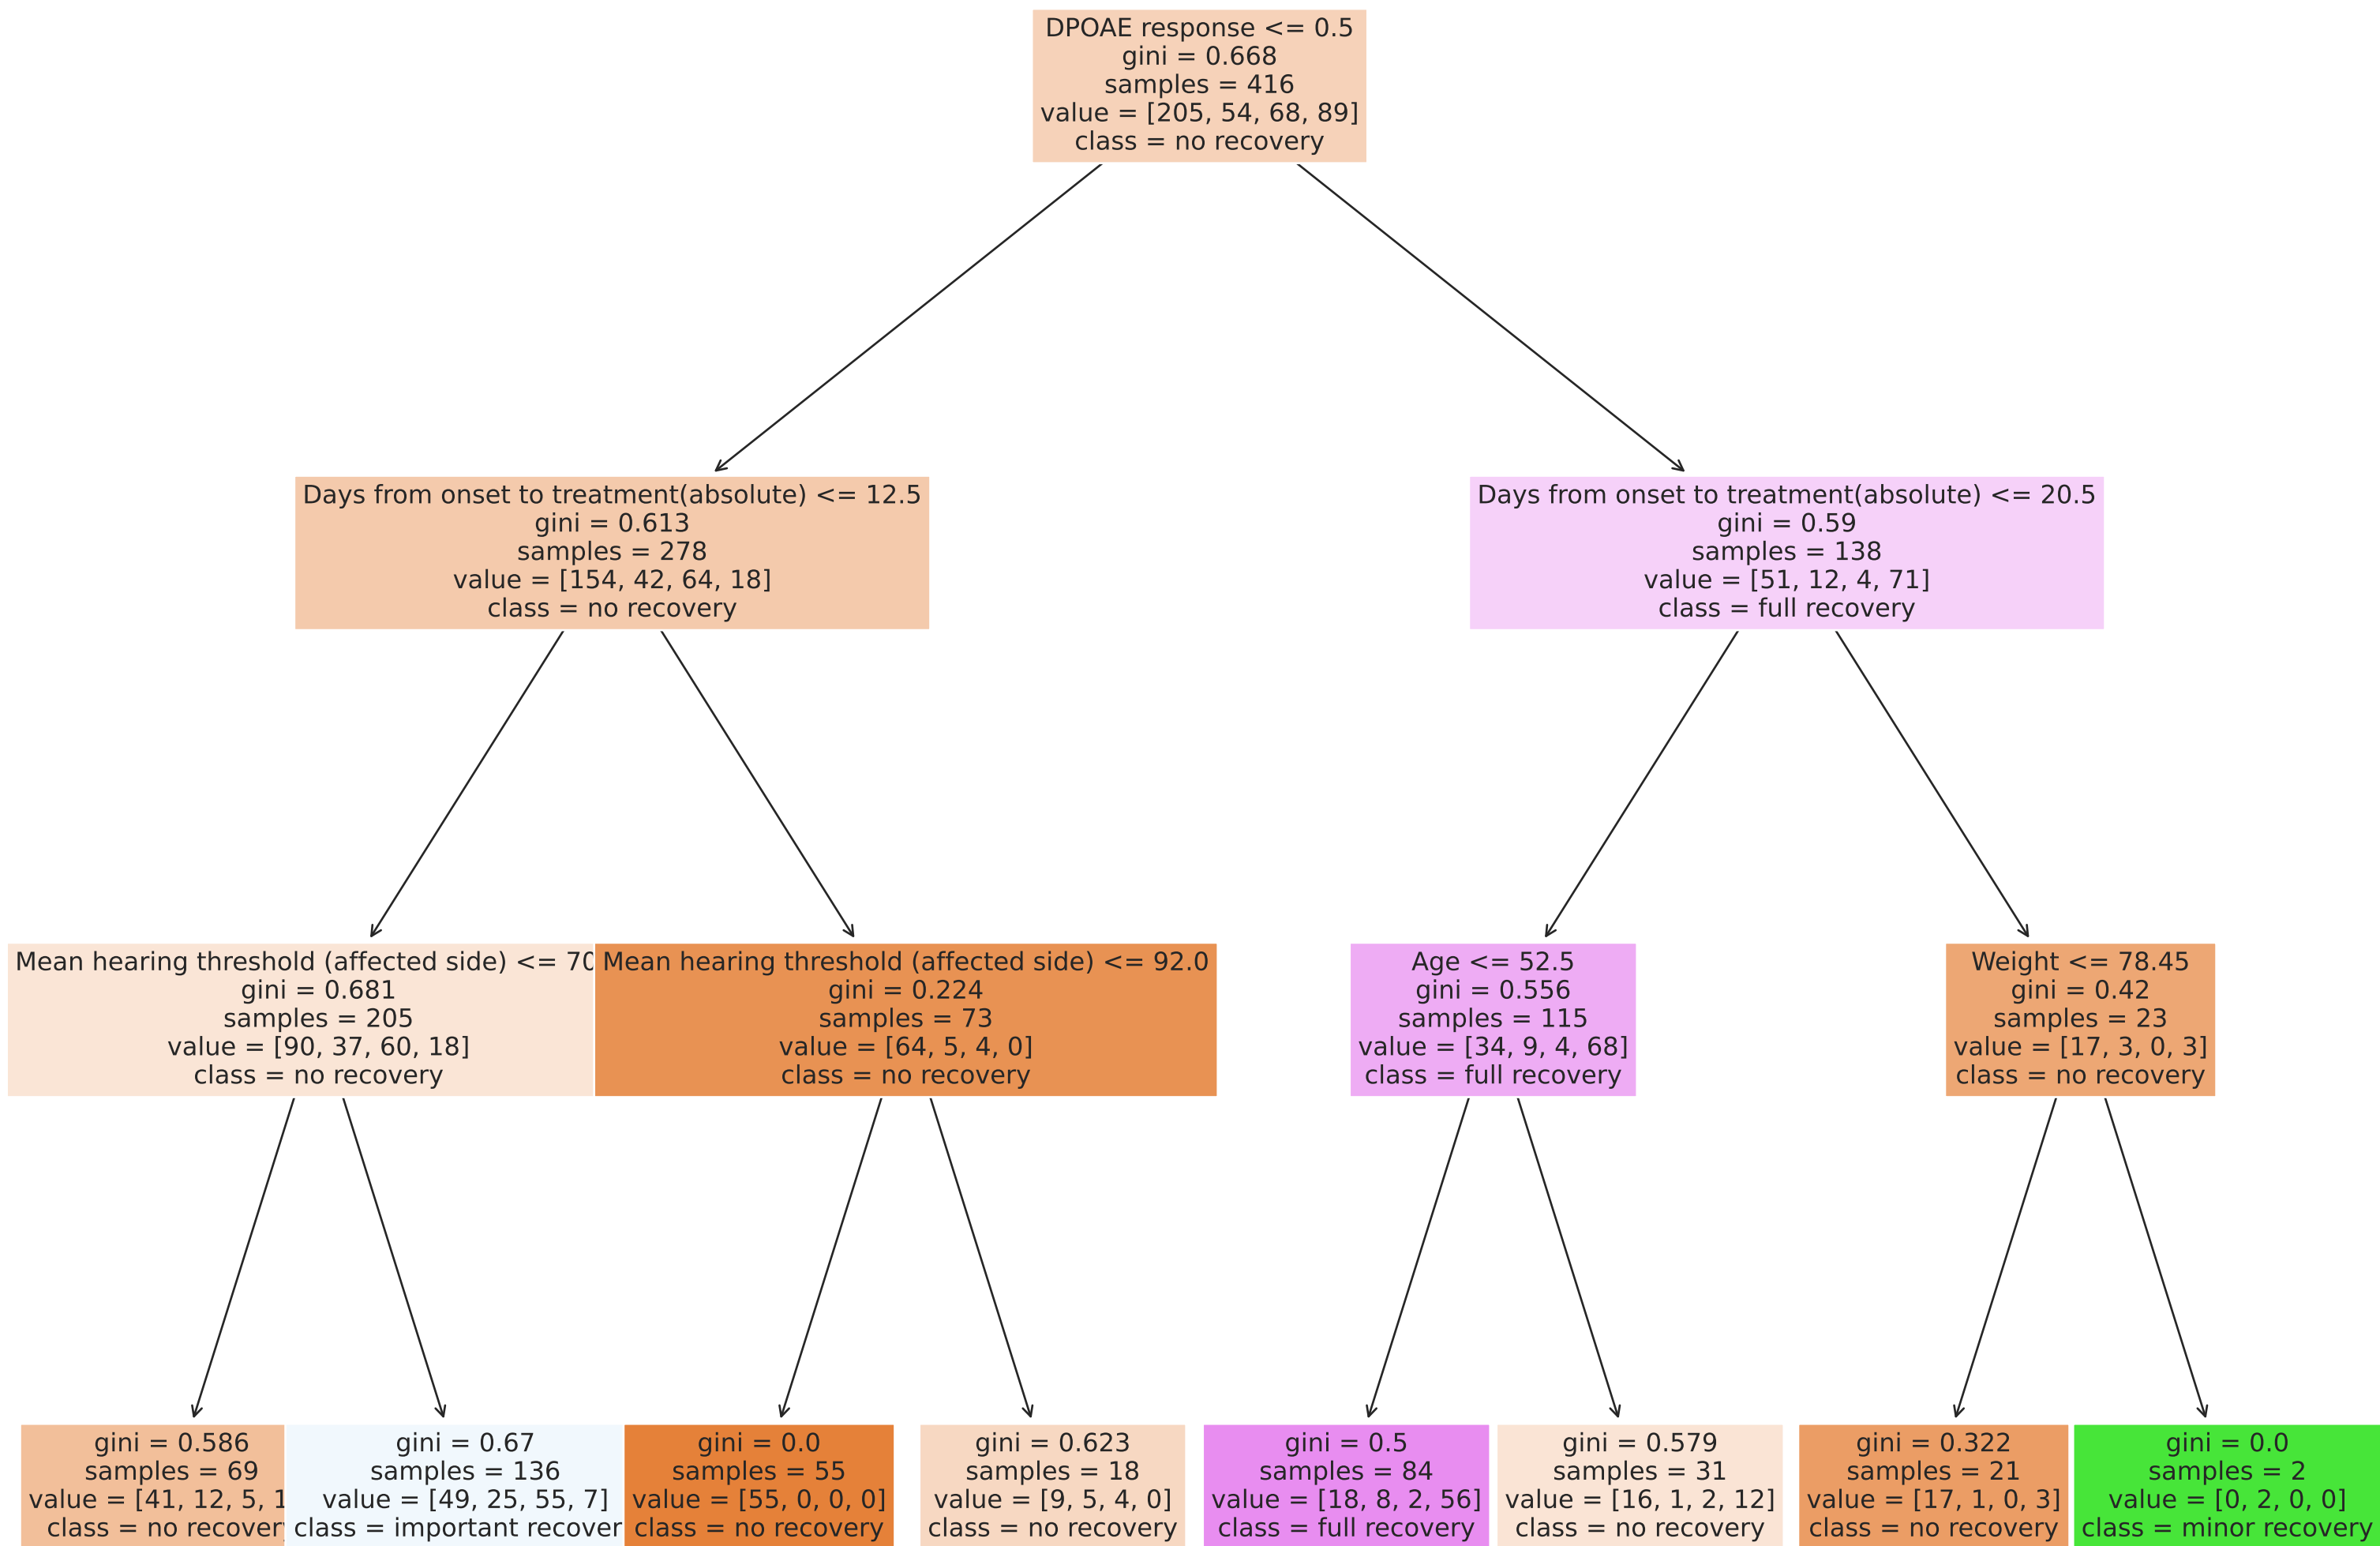 DPOAE response <= 0.5
gini = 0.668
samples = 416
value = [205, 54, 68, 89]
class = no recovery
Days from onset to treatment(absolute) <= 12.5
gini = 0.613
samples = 278
value = [154, 42, 64, 18]
class = no recovery
Days from onset to treatment(absolute) <= 20.5
gini = 0.59
samples = 138
value = [51, 12, 4, 71]
class = full recovery
Mean hearing threshold (affected side) <= 70
gini = 0.681
samples = 205
value = [90, 37, 60, 18]
class = no recovery
Mean hearing threshold (affected side) <= 92.0
gini = 0.224
samples = 73
value = [64, 5, 4, 0]
class = no recovery
Age <= 52.5
gini = 0.556
samples = 115
value = [34, 9, 4, 68]
class = full recovery
Weight <= 78.45
gini = 0.42
samples = 23
value = [17, 3, 0, 3]
class = no recovery
gini = 0.586
samples = 69
value = [41, 12, 5, 1
class = no recover
gini = 0.67
samples = 136
value = [49, 25, 55, 7]
class = important recover
gini = 0.0
samples = 55
value = [55, 0, 0, 0]
class = no recovery
gini = 0.623
samples = 18
value = [9, 5, 4, 0]
class = no recovery
gini = 0.5
samples = 84
value = [18, 8, 2, 56]
class = full recovery
gini = 0.579
samples = 31
value = [16, 1, 2, 12]
class = no recovery
gini = 0.322
samples = 21
value = [17, 1, 0, 3]
class = no recovery
gini = 0.0
samples = 2
value = [0, 2, 0, 0]
class = minor recovery